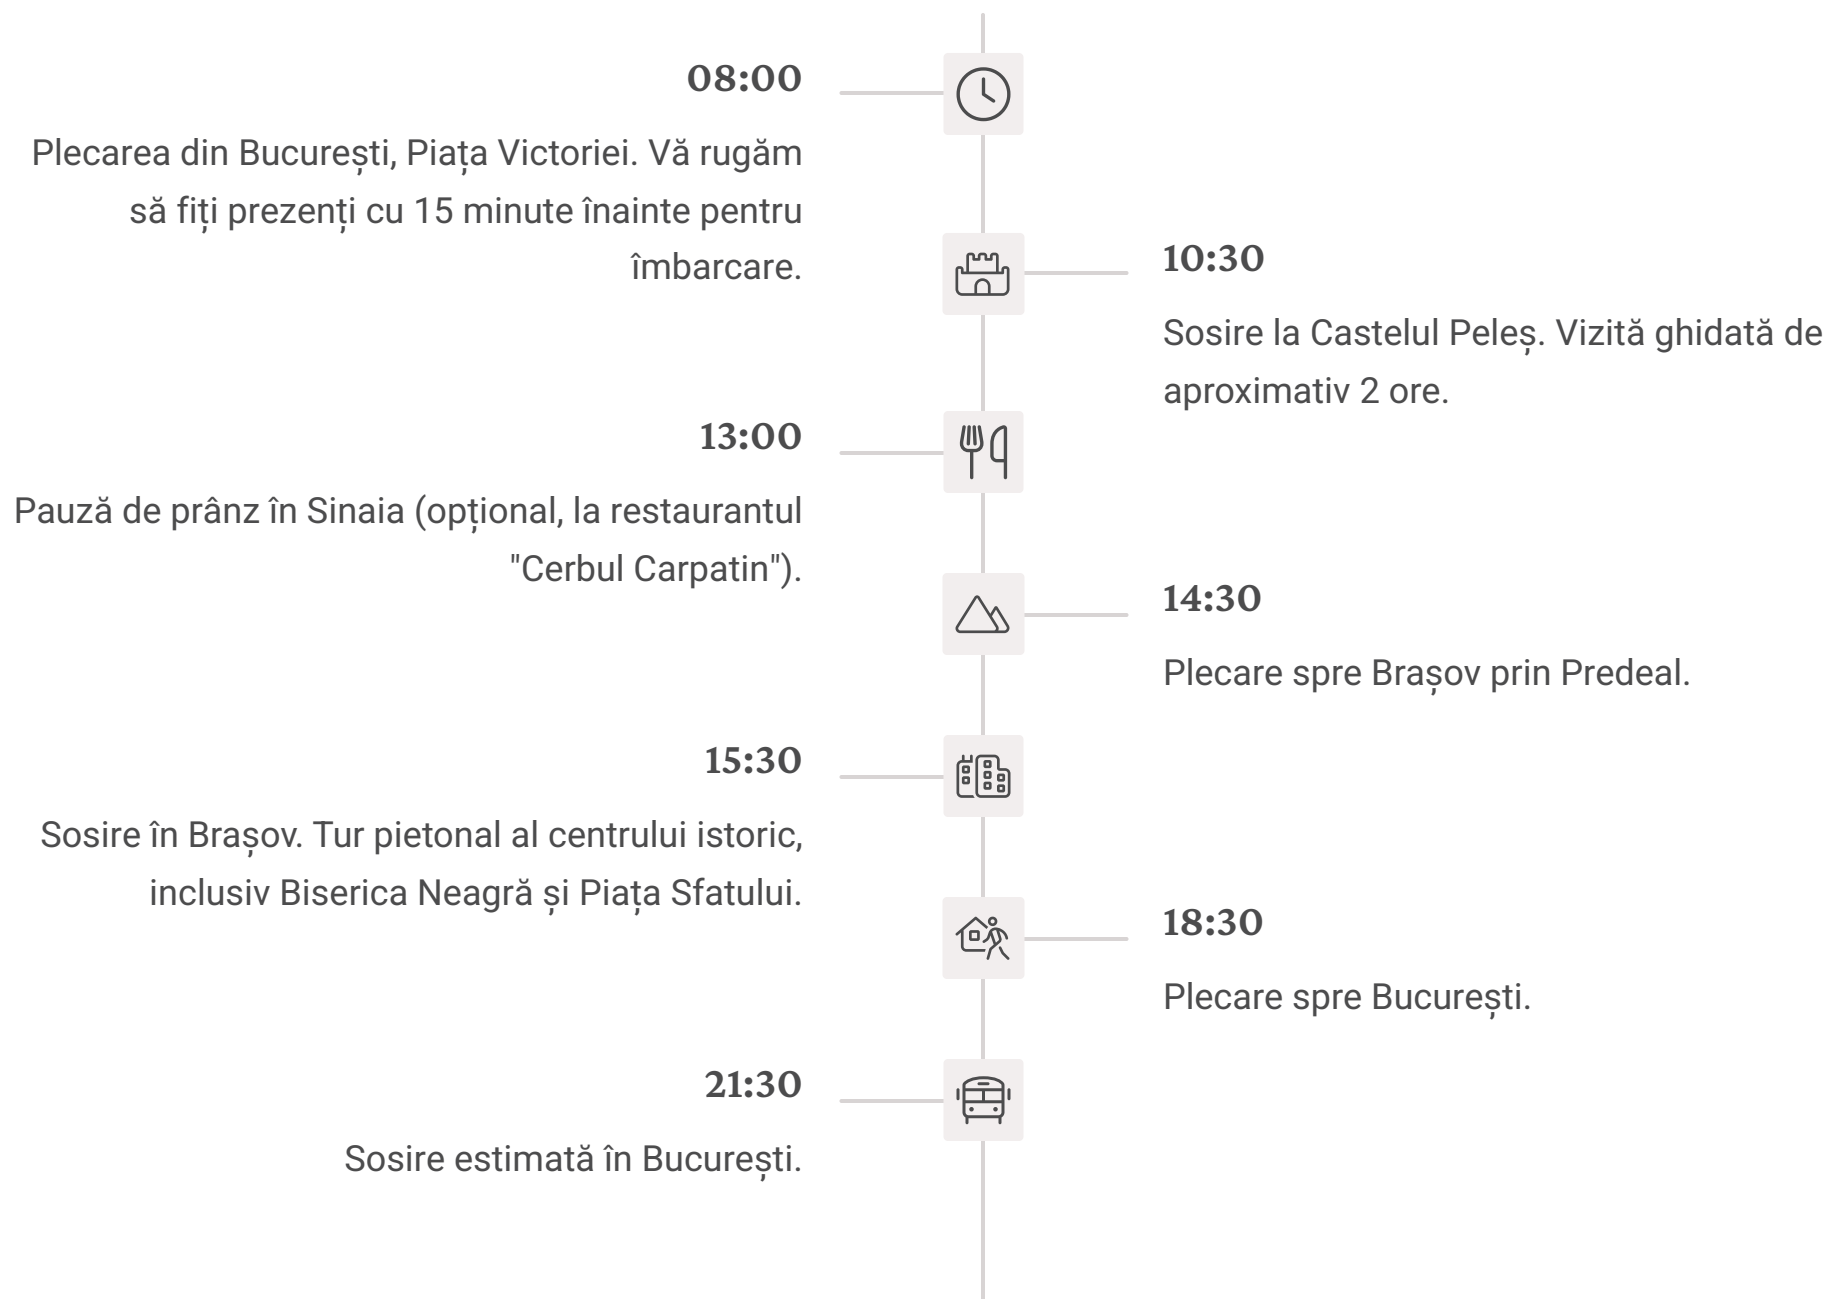 08:00
Plecarea din București, Piața Victoriei. Vă rugăm
să fiți prezenți cu 15 minute înainte pentru
îmbarcare.
10:30
Sosire la Castelul Peleș. Vizită ghidată de
aproximativ 2 ore.
13:00
Pauză de prânz în Sinaia (opțional, la restaurantul
"Cerbul Carpatin").
14:30
Plecare spre Brașov prin Predeal.
15:30
Sosire în Brașov. Tur pietonal al centrului istoric,
inclusiv Biserica Neagră și Piața Sfatului.
18:30
Plecare spre București.
21:30
Sosire estimată în București.